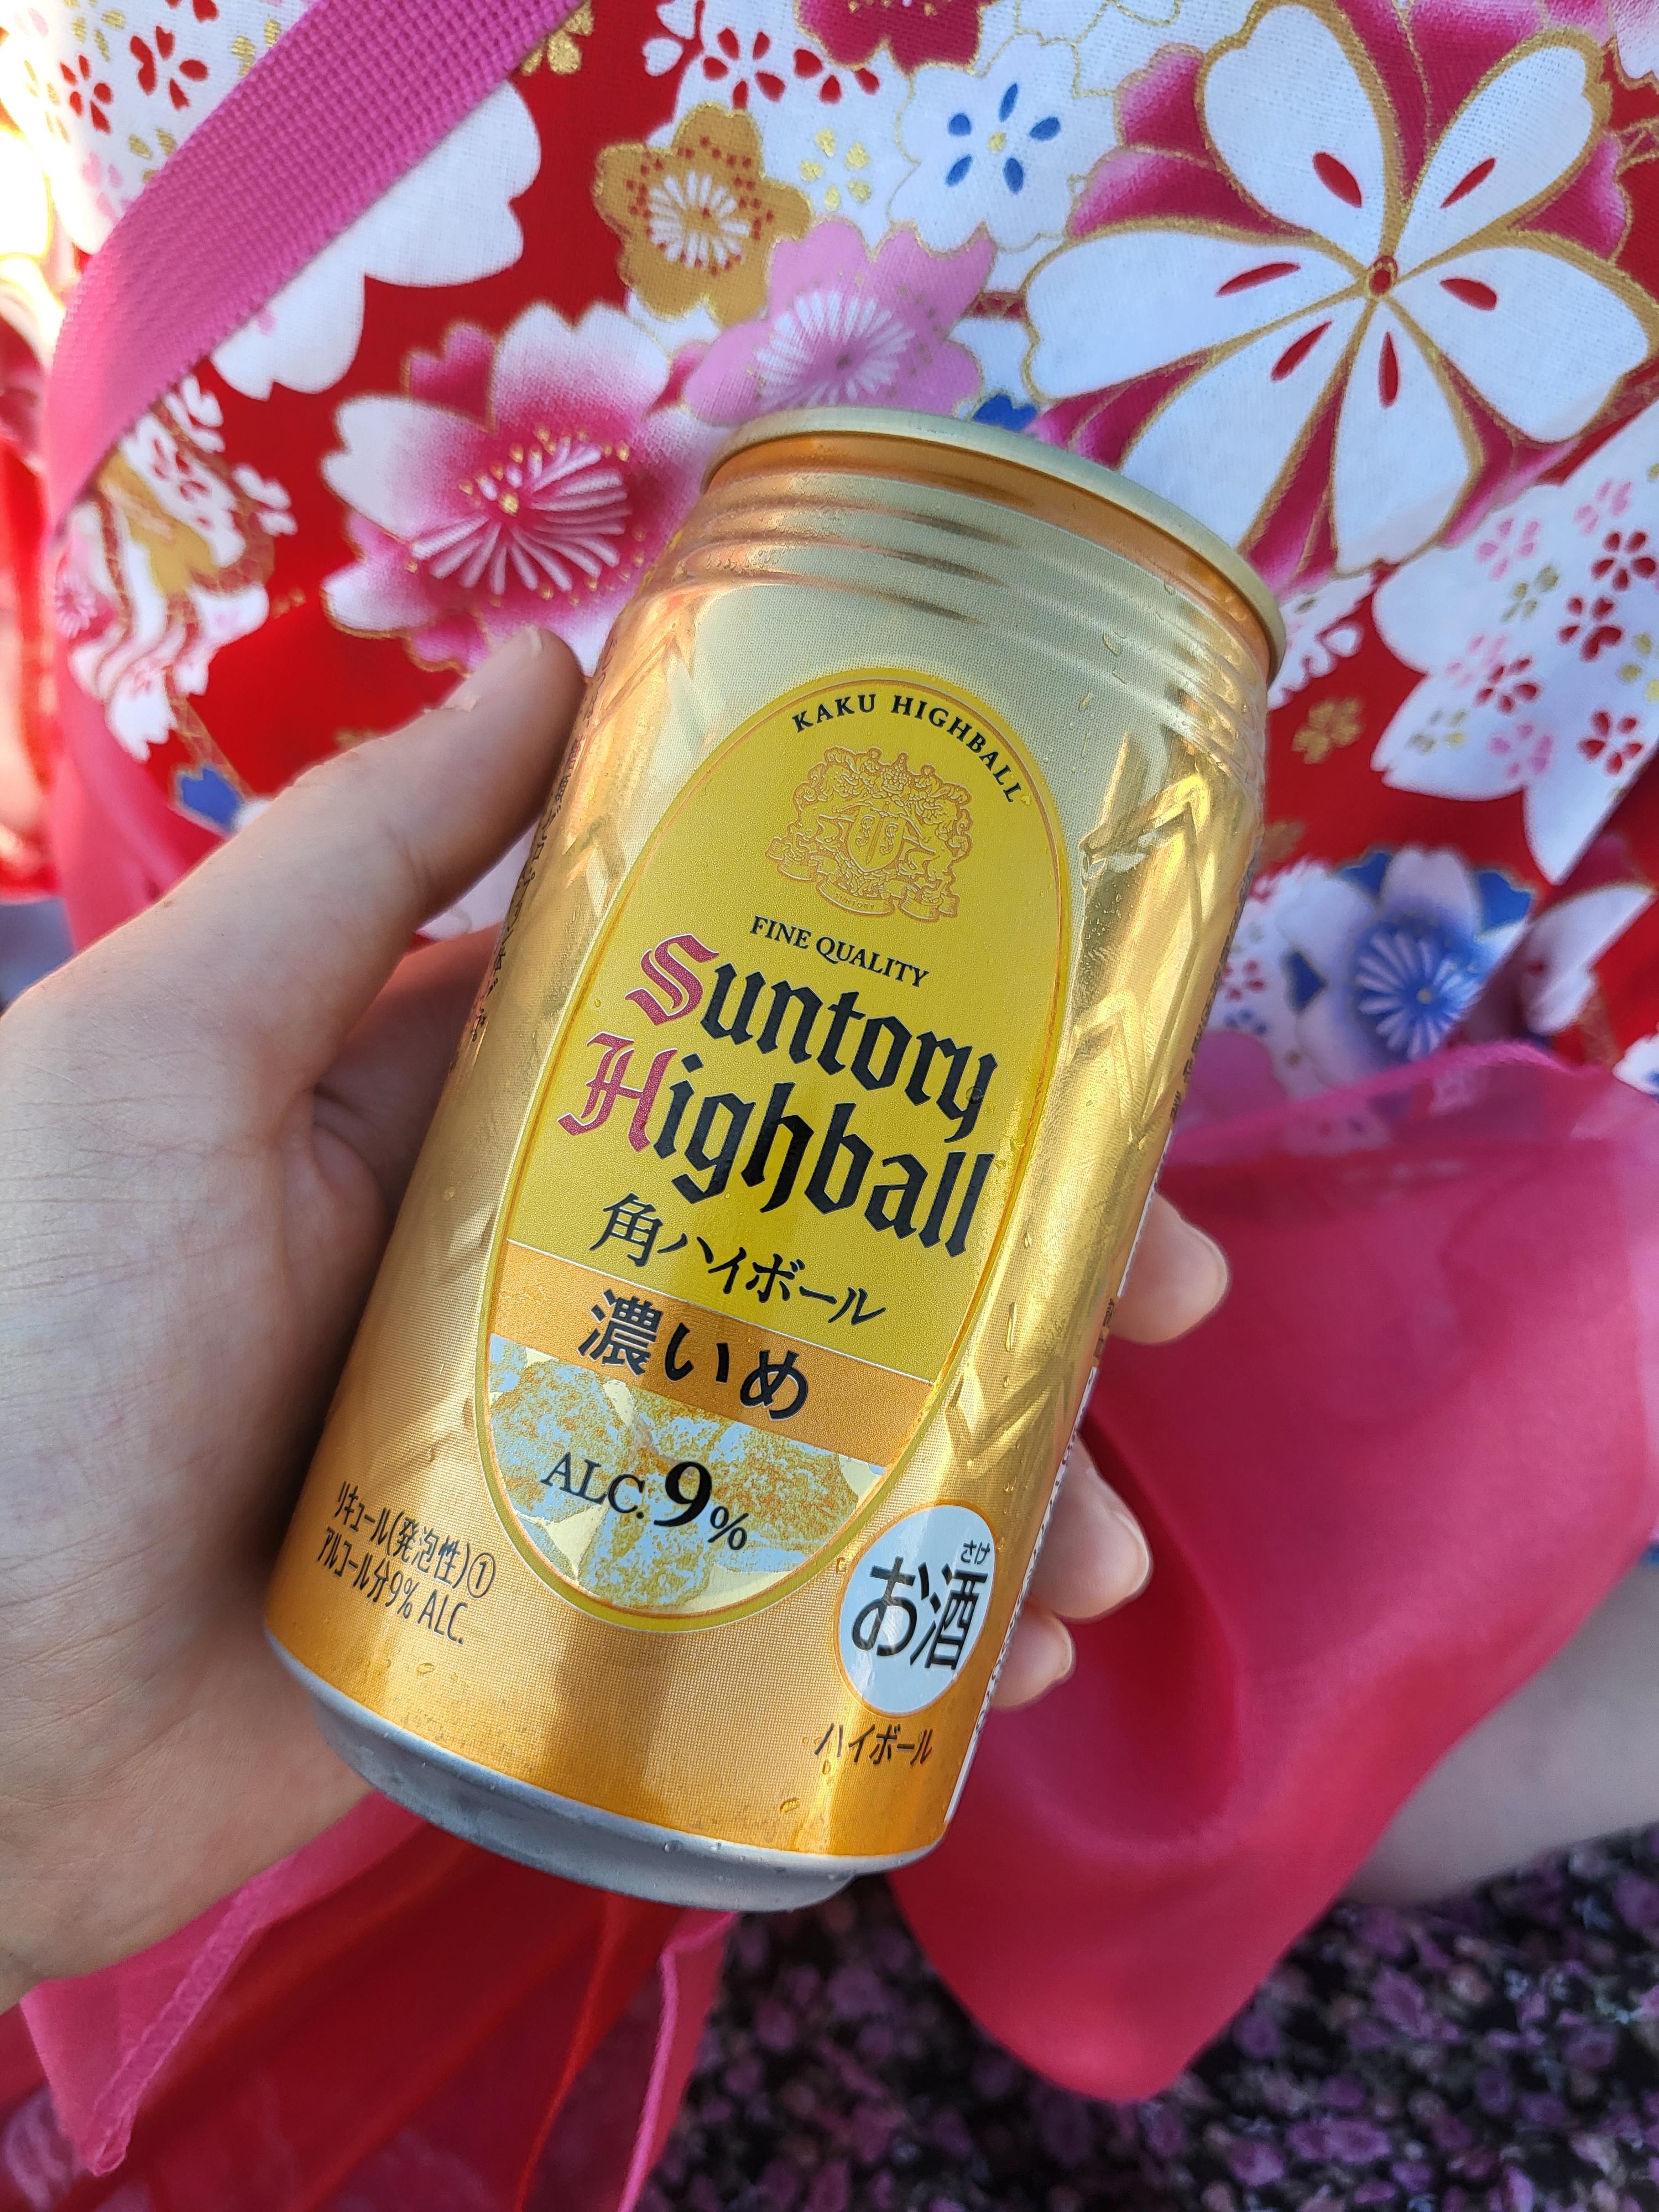 KAKU HIGHBALL
SUNTORY
FINE QUALITY
Suntory
Highball
角ハイボール
濃いめ
ALC.9%
リキュール(発泡性)①
アルコール分9% ALC.
さけ
お酒
ハイボール